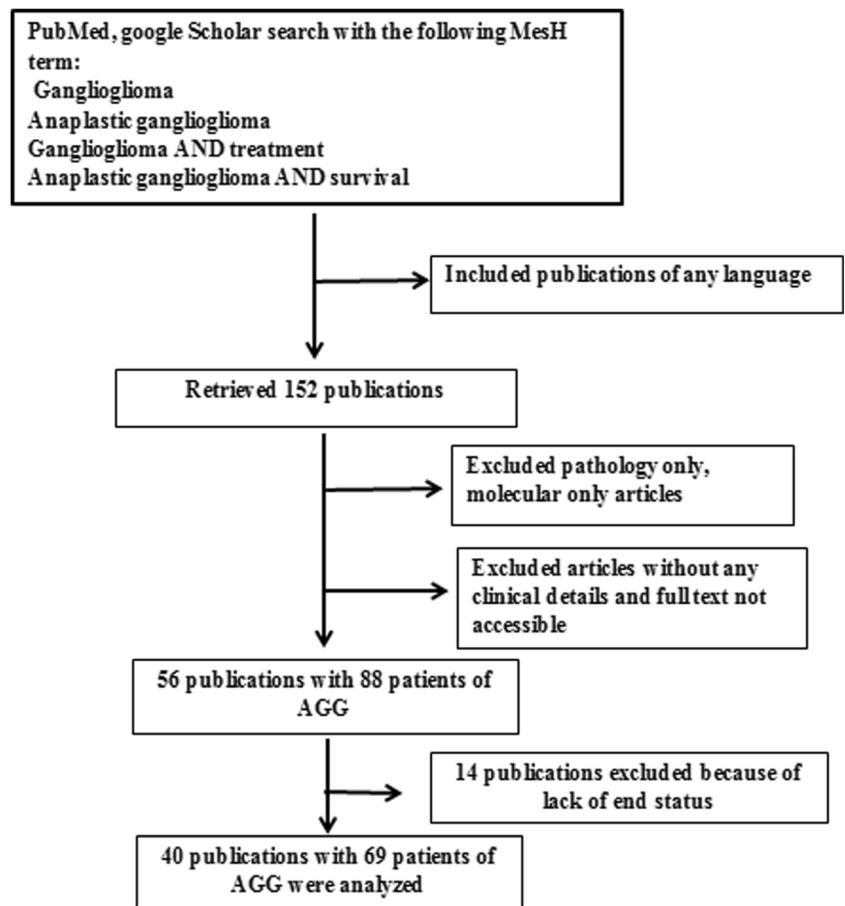 PubMed, google Scholar search with the following MesH
term:
Ganglioglioma
Anaplastic ganglioglioma
Ganglioglioma AND treatment
Anaplastic ganglioglioma AND survival
Included publications of any language
Retrieved 152 publications
Excluded pathology only,
molecular only articles
Excluded articles without any
clinical details and full text not
accessible
56 publications with 88 patients of
AGG
14 publications excluded because of
lack of end status
40 publications with 69 patients of
AGG were analyzed